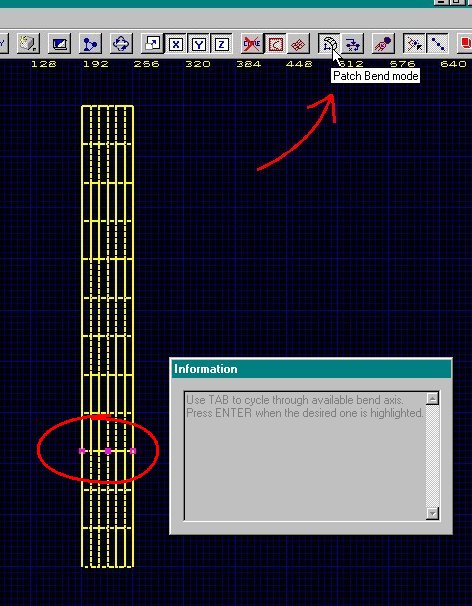 Y
X Y Z
128 192 256 320 384 448 512 576 640
Patch Bend mode
Information
Use TAB to cycle through available bend axis.
Press ENTER when the desired one is highlighted.